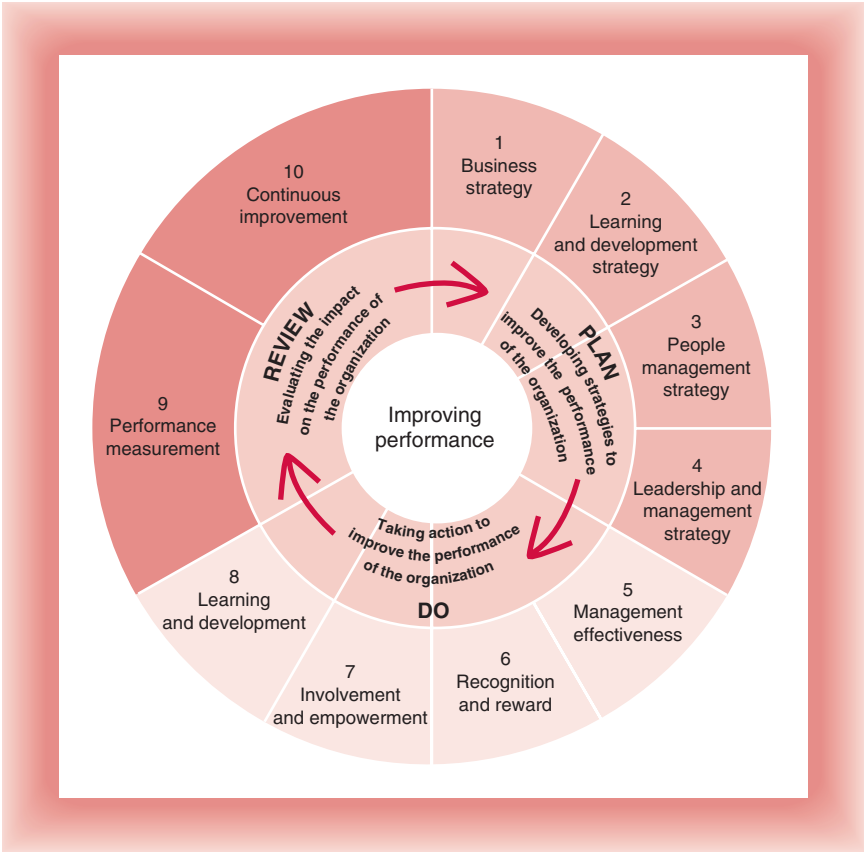 1
Business
strategy
2
Learning
and development
strategy
3
People
management
strategy
4
Leadership and
management
strategy
5
Management
effectiveness
6
Recognition
and reward
7
Involvement
and empowerment
8
Learning
and development
9
Performance
measurement
10
Continuous
improvement
PLAN
Developing strategies to
improve the performance
of the organization
Taking action to
improve the performance
of the organization
DO
REVIEW
Evaluating the impact
on the performance of
the organization
Improving
performance